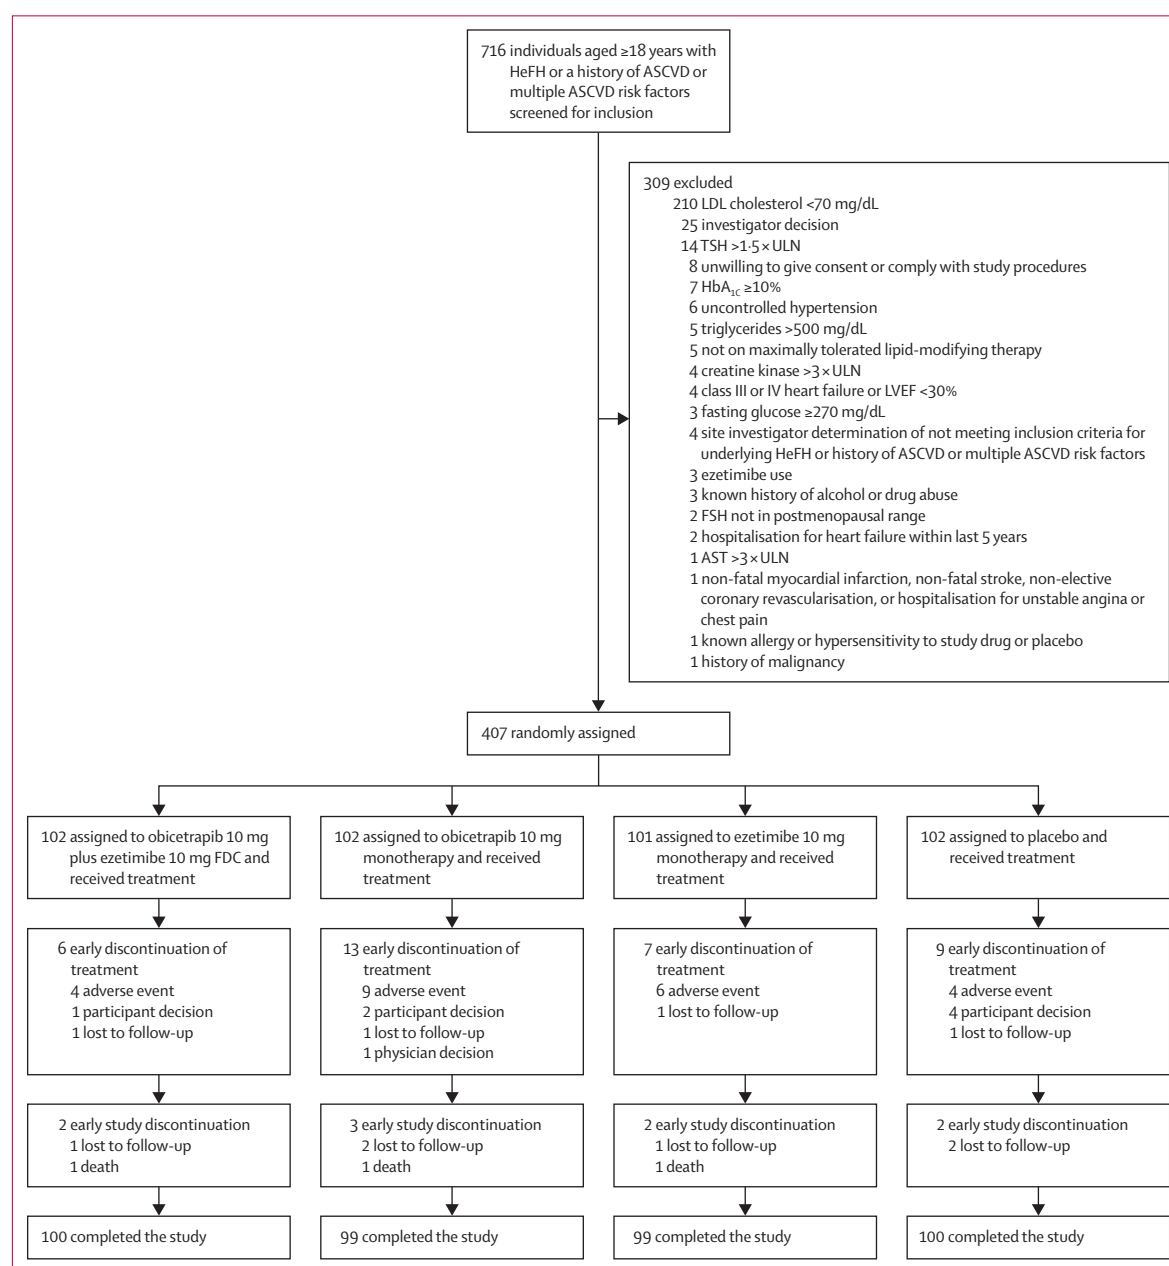 716 individuals aged ≥18 years with
HeFH or a history of ASCVD or
multiple ASCVD risk factors
screened for inclusion
309 excluded
210 LDL cholesterol <70 mg/dL
25 investigator decision
14 TSH >1·5 × ULN
8 unwilling to give consent or comply with study procedures
7 HbA1C ≥10%
6 uncontrolled hypertension
5 triglycerides >500 mg/dL
5 not on maximally tolerated lipid-modifying therapy
4 creatine kinase >3 × ULN
4 class III or IV heart failure or LVEF <30%
3 fasting glucose ≥270 mg/dL
4 site investigator determination of not meeting inclusion criteria for
underlying HeFH or history of ASCVD or multiple ASCVD risk factors
3 ezetimibe use
3 known history of alcohol or drug abuse
2 FSH not in postmenopausal range
2 hospitalisation for heart failure within last 5 years
1 AST >3 × ULN
1 non-fatal myocardial infarction, non-fatal stroke, non-elective
coronary revascularisation, or hospitalisation for unstable angina or
chest pain
1 known allergy or hypersensitivity to study drug or placebo
1 history of malignancy
407 randomly assigned
102 assigned to obicetrapib 10 mg
plus ezetimibe 10 mg FDC and
received treatment
102 assigned to obicetrapib 10 mg
monotherapy and received
treatment
101 assigned to ezetimibe 10 mg
monotherapy and received
treatment
102 assigned to placebo and
received treatment
6 early discontinuation of
treatment
4 adverse event
1 participant decision
1 lost to follow-up
13 early discontinuation of
treatment
9 adverse event
2 participant decision
1 lost to follow-up
1 physician decision
7 early discontinuation of
treatment
6 adverse event
1 lost to follow-up
9 early discontinuation of
treatment
4 adverse event
4 participant decision
1 lost to follow-up
2 early study discontinuation
1 lost to follow-up
1 death
3 early study discontinuation
2 lost to follow-up
1 death
2 early study discontinuation
1 lost to follow-up
1 death
2 early study discontinuation
2 lost to follow-up
100 completed the study
99 completed the study
99 completed the study
100 completed the study